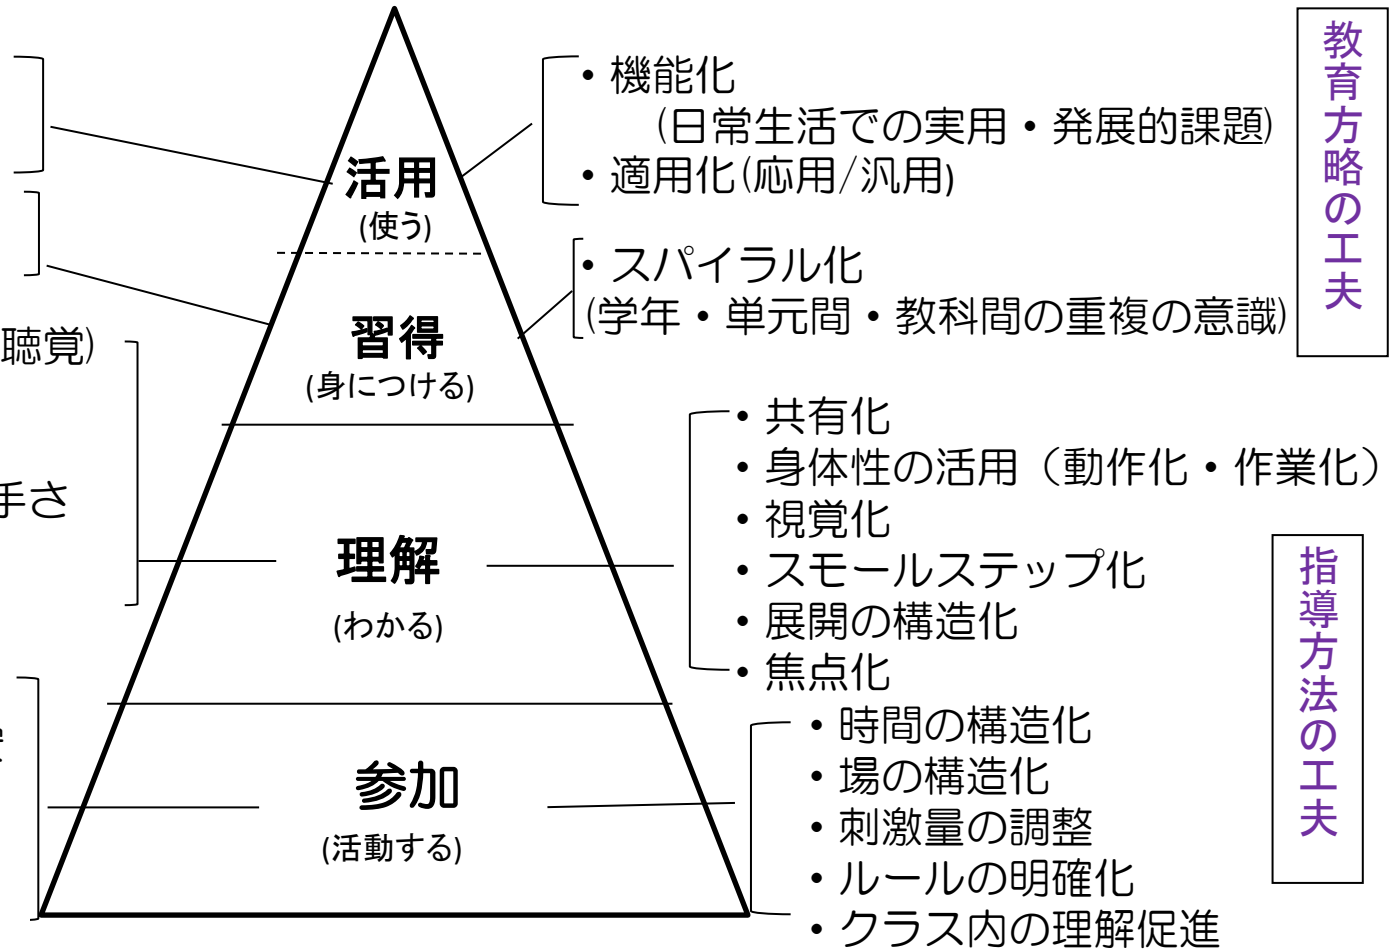 ・機能化
(日常生活での実用・発展的課題)
・適用化(応用/汎用)
・スパイラル化
(学年・単元間・教科間の重複の意識)
教育方略の工夫
活用
(使う)
習得
(身につける)
理解
(わかる)
参加
(活動する)
聴覚)
手さ
・共有化
・身体性の活用（動作化・作業化）
・視覚化
・スモールステップ化
・展開の構造化
・焦点化
・時間の構造化
・場の構造化
・刺激量の調整
・ルールの明確化
・クラス内の理解促進
指導方法の工夫